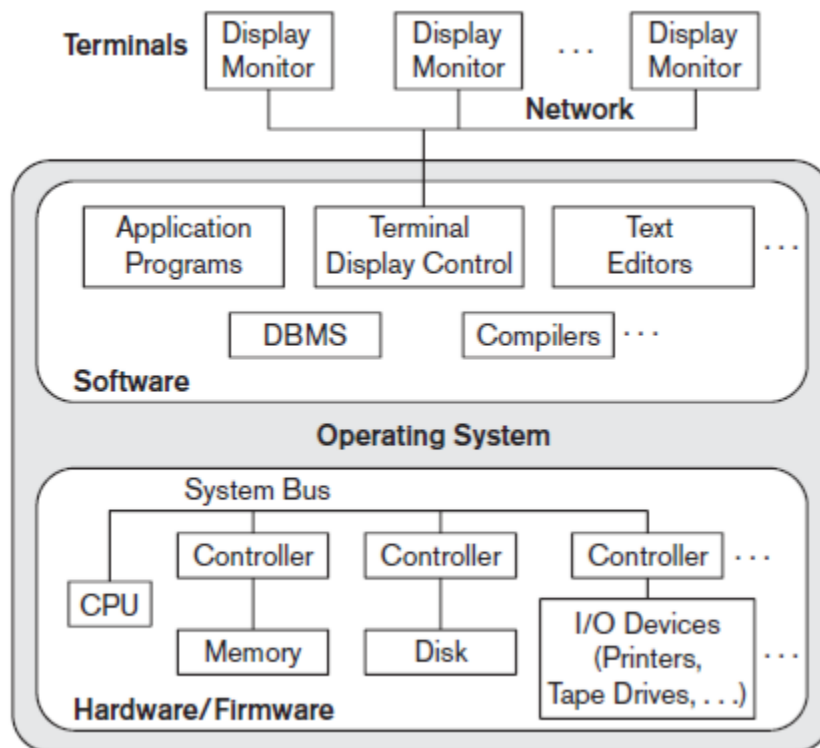 Terminals
Display
Monitor
Display
Monitor
. . .
Display
Monitor
Network
Application
Programs
Terminal
Display Control
Text
Editors
. . .
DBMS
Compilers
. . .
Software
Operating System
System Bus
Controller
Controller
Controller
. . .
CPU
Memory
Disk
I/O Devices
(Printers,
Tape Drives, . . .)
. . .
Hardware/Firmware